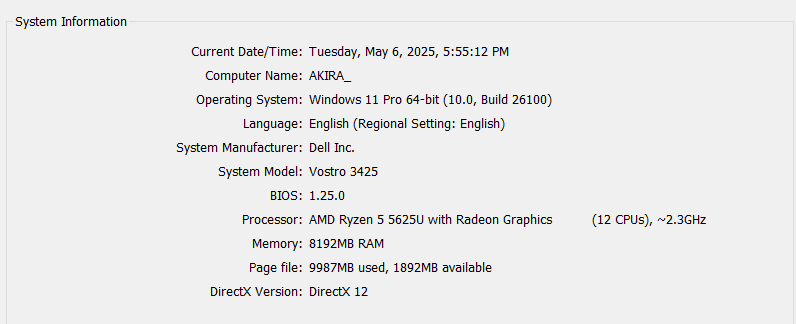 System Information
Current Date/Time: Tuesday, May 6, 2025, 5:55:12 PM
Computer Name: AKIRA_
Operating System: Windows 11 Pro 64-bit (10.0, Build 26100)
Language: English (Regional Setting: English)
System Manufacturer: Dell Inc.
System Model: Vostro 3425
BIOS: 1.25.0
Processor: AMD Ryzen 5 5625U with Radeon Graphics (12 CPUs), ~2.3GHz
Memory: 8192MB RAM
Page file: 9987MB used, 1892MB available
DirectX Version: DirectX 12